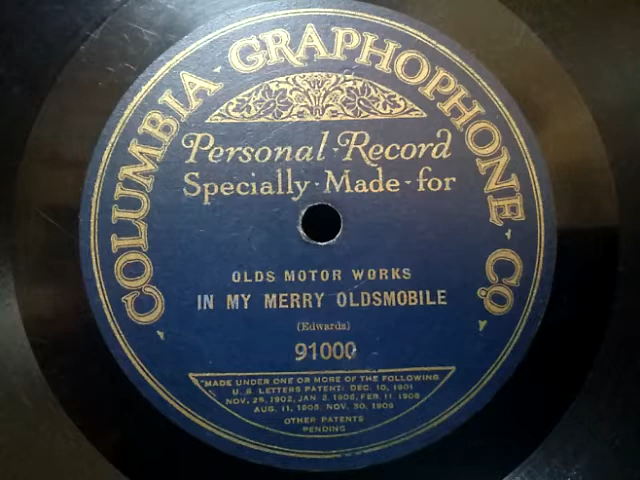 COLUMBIA GRAPHOPHONE CO
Personal Record
Specially Made for
OLDS MOTOR WORKS
IN MY MERRY OLDSMOBILE
(Edwards)
91000
"MADE UNDER ONE OR MORE OF THE FOLLOWING
U. S. LETTERS PATENT: DEC. 10, 1901
NOV. 25, 1902, JAN. 2, 1906, FEB. 11, 1908
AUG. 11, 1908, NOV. 30, 1909
OTHER PATENTS
PENDING